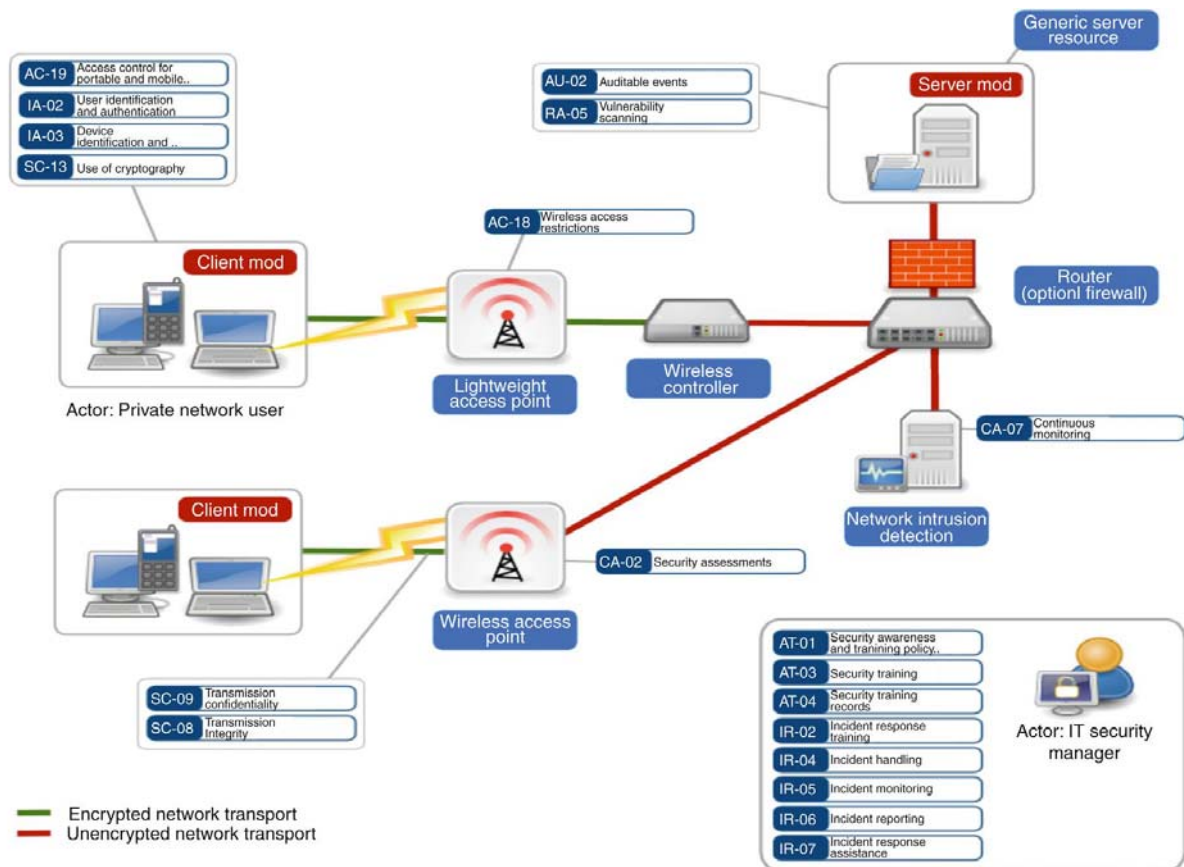 Generic server
resource
AC-19
Access control for
portable and mobile..
IA-02
User identification
and authentication
IA-03
Device
identification and ..
SC-13
Use of cryptography
AU-02
Auditable events
RA-05
Vulnerability
scanning
Server mod
AC-18
Wireless access
restrictions
Client mod
Router
(optionl firewall)
Lightweight
access point
Wireless
controller
Actor: Private network user
CA-07
Continuous
monitoring
Client mod
Network intrusion
detection
CA-02
Security assessments
Wireless access
point
SC-09
Transmission
confidentiality
SC-08
Transmission
Integrity
AT-01
Security awareness
and tranining policy..
AT-03
Security training
AT-04
Security training
records
IR-02
Incident response
training
IR-04
Incident handling
IR-05
Incident monitoring
IR-06
Incident reporting
IR-07
Incident response
assistance
Actor: IT security
manager
Encrypted network transport
Unencrypted network transport